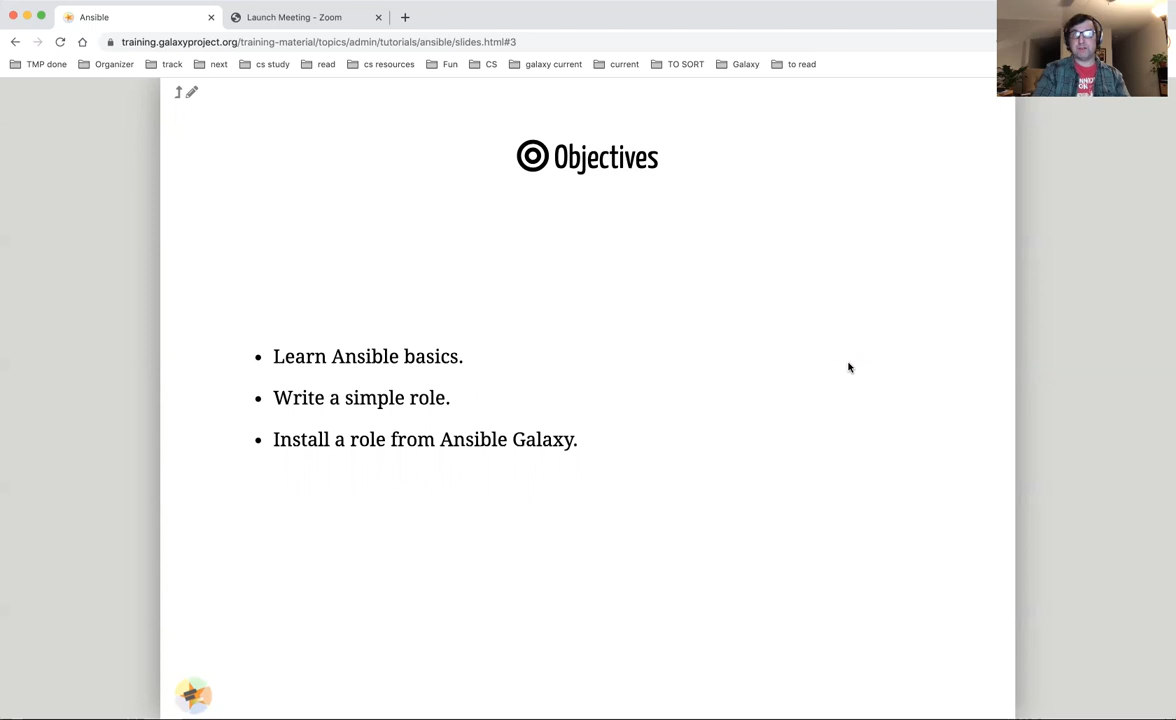 Ansible
Launch Meeting - Zoom
training.galaxyproject.org/training-material/topics/admin/tutorials/ansible/slides.html#3
TMP done Organizer track next cs study read cs resources Fun CS galaxy current current TO SORT Galaxy to read
Objectives
• Learn Ansible basics.
• Write a simple role.
• Install a role from Ansible Galaxy.